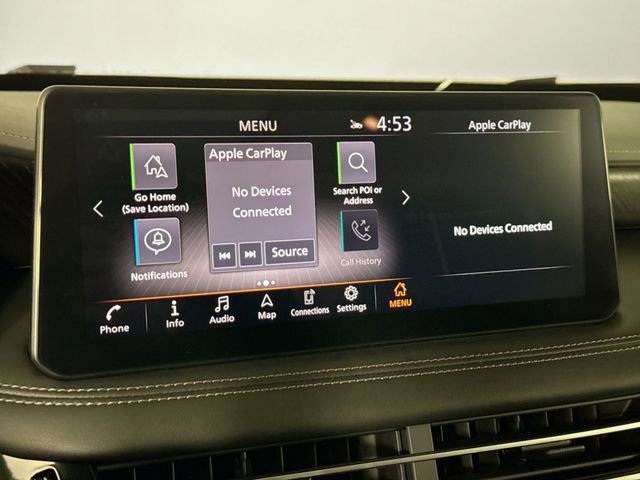 MENU
4:53
Apple CarPlay
Apple CarPlay
No Devices
Connected
Source
Go Home
(Save Location)
Search POI or
Address
Notifications
Call History
No Devices Connected
Phone
Info
Audio
Map
Connections
Settings
MENU